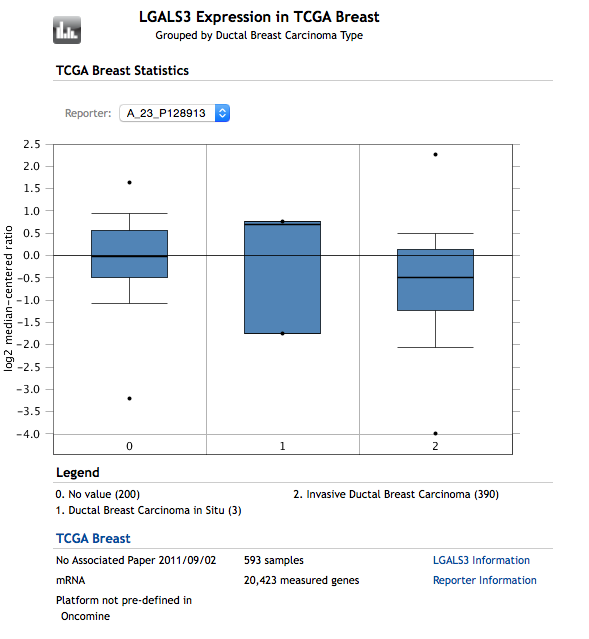 LGALS3 Expression in TCGA Breast
Grouped by Ductal Breast Carcinoma Type
TCGA Breast Statistics
Reporter: A_23_P128913
log2 median-centered ratio
2.5
2.0
1.5
1.0
0.5
0.0
-0.5
-1.0
-1.5
-2.0
-2.5
-3.0
-3.5
-4.0
0 1 2
Legend
0. No value (200) 2. Invasive Ductal Breast Carcinoma (390)
1. Ductal Breast Carcinoma in Situ (3)
TCGA Breast
No Associated Paper 2011/09/02 593 samples LGALS3 Information
mRNA 20,423 measured genes Reporter Information
Platform not pre-defined in
Oncomine